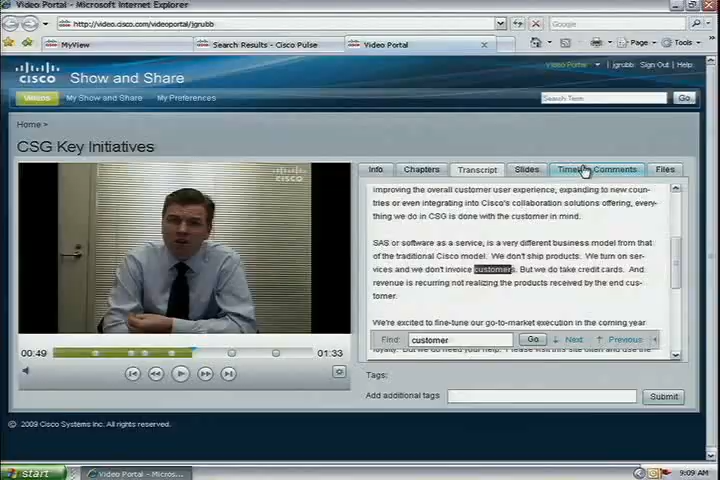 Video Portal - Microsoft Internet Explorer
http://video.cisco.com/videoportal/jgrubb
Google
Page
Tools
MyView
Search Results - Cisco Pulse
Video Portal
Video Portal
jgrubb
Sign Out
Help
cisco Show and Share
Videos
My Show and Share
My Preferences
Search Term
Go
Home >
CSG Key Initiatives
cisco
Info
Chapters
Transcript
Slides
Comments
Files
improving the overall customer user experience, expanding to new coun-
tries or even integrating into Cisco's collaboration solutions offering, every-
thing we do in CSG is done with the customer in mind.
SAS or software as a service, is a very different business model from that
of the traditional Cisco model. We don't ship products. We turn on ser-
vices and we don't invoice customers. But we do take credit cards. And
revenue is recurring not realizing the products received by the end cus-
tomer.
We're excited to fine-tune our go-to-market execution in the coming year
Find: customer Go Next Previous
00:49
01:33
Tags:
Add additional tags
Submit
© 2009 Cisco Systems Inc. All rights reserved.
start
Video Portal - Micros...
9:09 AM